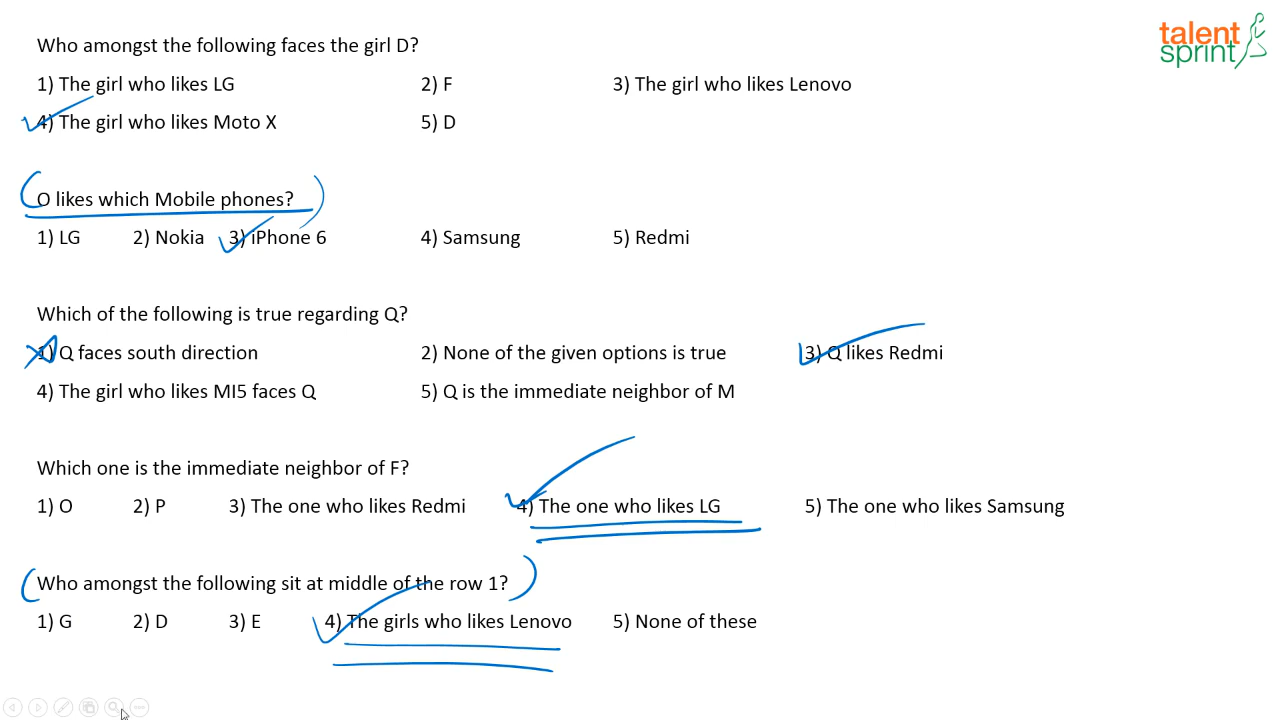 talent
sprint
Who amongst the following faces the girl D?
1) The girl who likes LG 2) F 3) The girl who likes Lenovo
4) The girl who likes Moto X 5) D
O likes which Mobile phones?
1) LG 2) Nokia 3) iPhone 6 4) Samsung 5) Redmi
Which of the following is true regarding Q?
1) Q faces south direction 2) None of the given options is true 3) Q likes Redmi
4) The girl who likes MI5 faces Q 5) Q is the immediate neighbor of M
Which one is the immediate neighbor of F?
1) O 2) P 3) The one who likes Redmi 4) The one who likes LG 5) The one who likes Samsung
Who amongst the following sit at middle of the row 1?
1) G 2) D 3) E 4) The girls who likes Lenovo 5) None of these